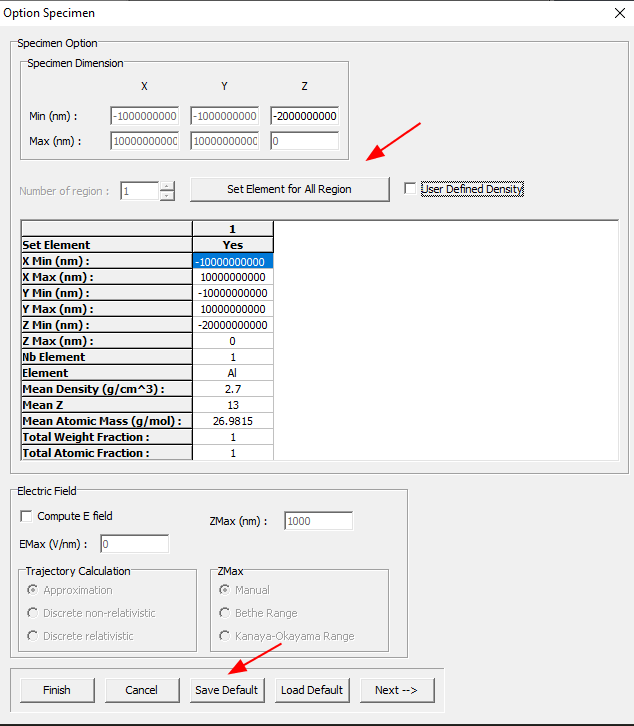 Option Specimen
Specimen Option
Specimen Dimension
X Y Z
Min (nm) : -1000000000 -1000000000 -2000000000
Max (nm) : 10000000000 10000000000 0
Number of region : 1 Set Element for All Region User Defined Density
1
Set Element Yes
X Min (nm) : -10000000000
X Max (nm) : 10000000000
Y Min (nm) : -10000000000
Y Max (nm) : 10000000000
Z Min (nm) : -20000000000
Z Max (nm) : 0
Nb Element 1
Element Al
Mean Density (g/cm^3) : 2.7
Mean Z 13
Mean Atomic Mass (g/mol) : 26.9815
Total Weight Fraction : 1
Total Atomic Fraction : 1
Electric Field
Compute E field ZMax (nm) : 1000
EMax (V/nm) : 0
Trajectory Calculation ZMax
Approximation Manual
Discrete non-relativistic Bethe Range
Discrete relativistic Kanaya-Okayama Range
Finish Cancel Save Default Load Default Next -->